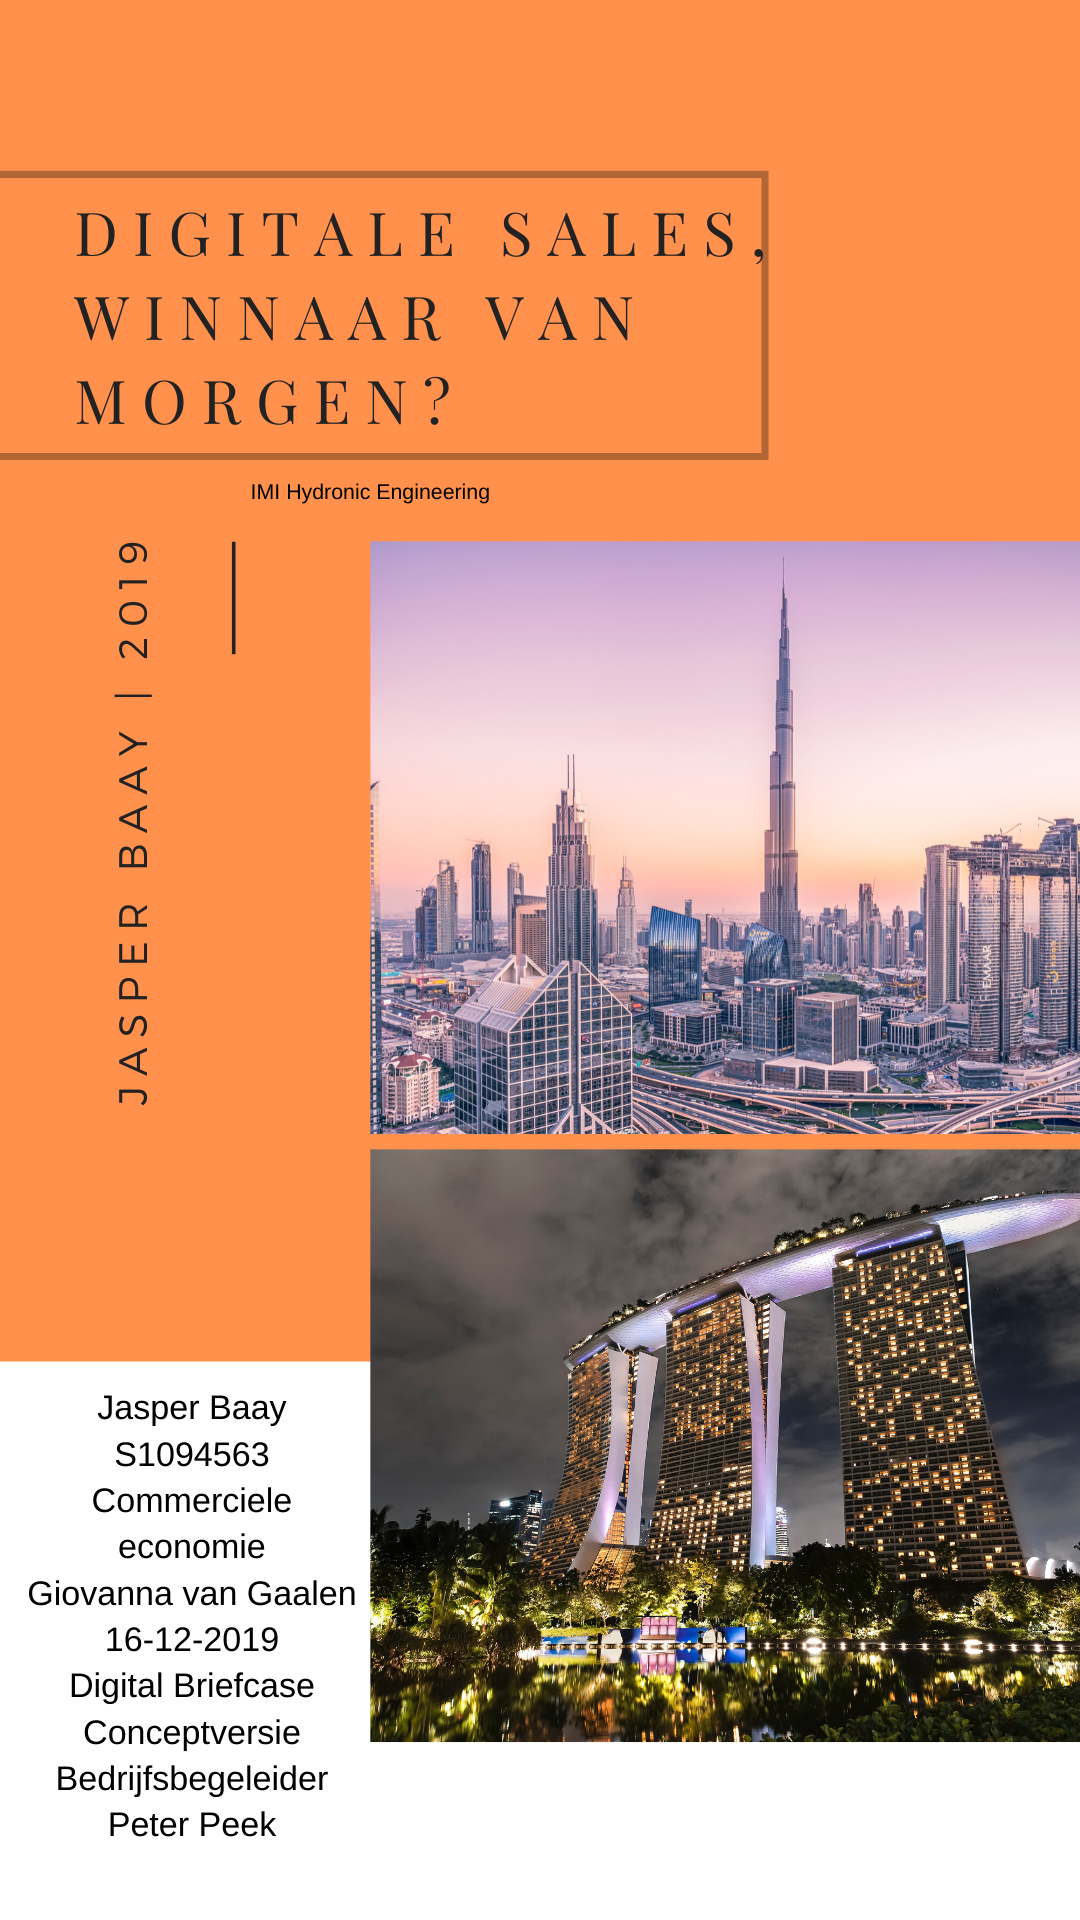 DIGITALE SALES,
WINNAAR VAN
MORGEN?
IMI Hydronic Engineering
JASPER BAAY | 2019
EMAAR
Jasper Baay
S1094563
Commerciele
economie
Giovanna van Gaalen
16-12-2019
Digital Briefcase
Conceptversie
Bedrijfsbegeleider
Peter Peek